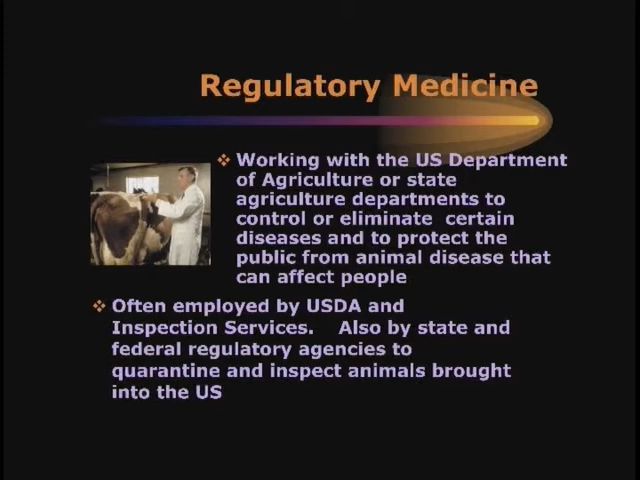 Regulatory Medicine
❖ Working with the US Department
of Agriculture or state
agriculture departments to
control or eliminate certain
diseases and to protect the
public from animal disease that
can affect people
❖ Often employed by USDA and
Inspection Services. Also by state and
federal regulatory agencies to
quarantine and inspect animals brought
into the US